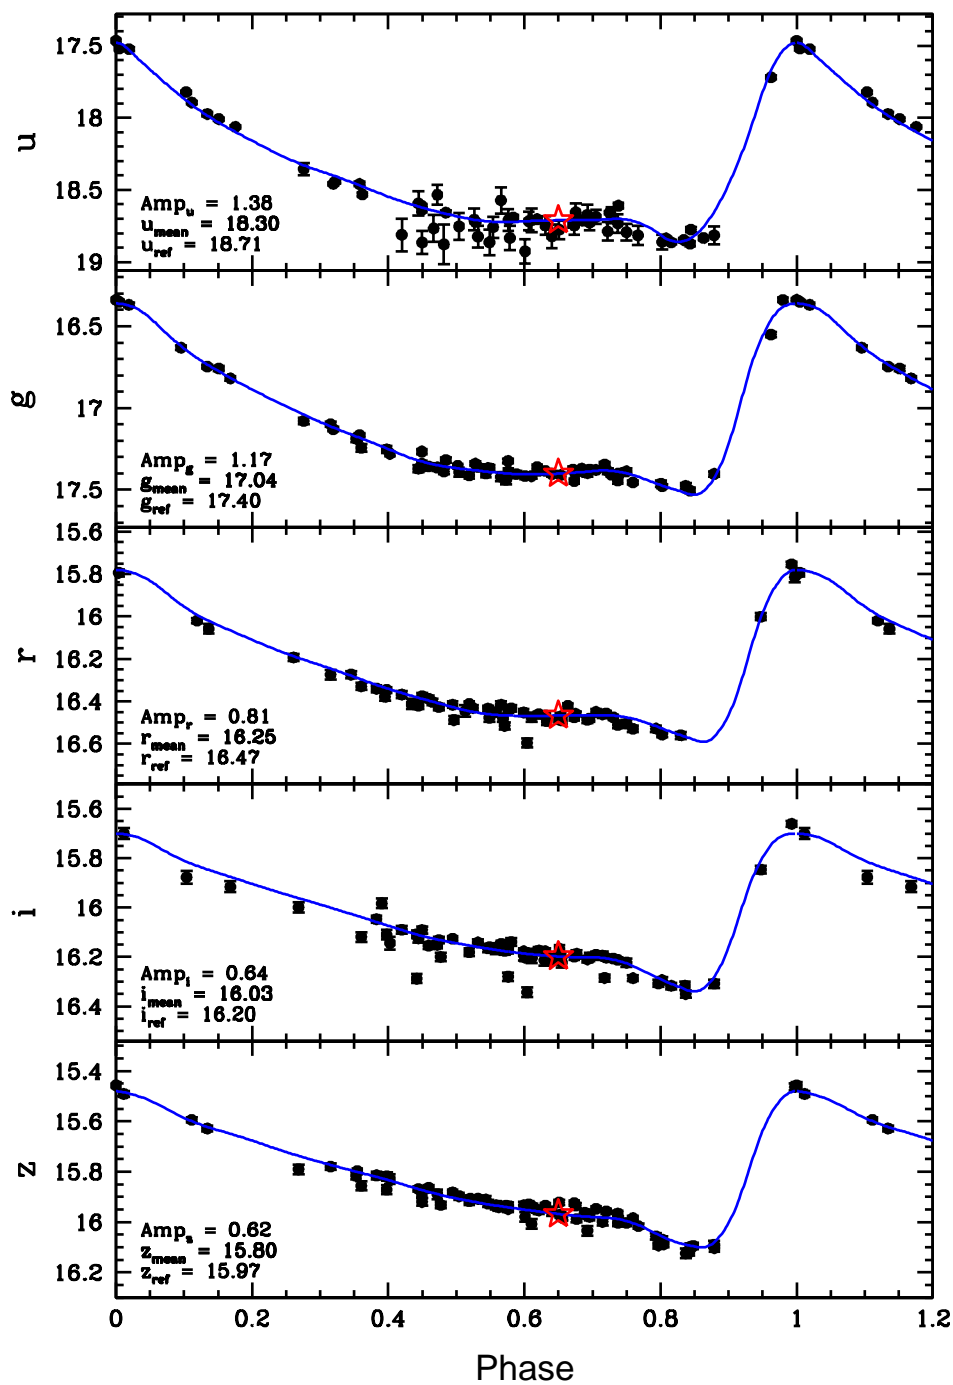 17.5
18
18.5
19
u
Amp_u = 1.38
u_mean = 18.30
u_ref = 18.71
16.5
17
17.5
g
Amp_g = 1.17
g_mean = 17.04
g_ref = 17.40
15.6
15.8
16
16.2
16.4
16.6
r
Amp_r = 0.81
r_mean = 16.25
r_ref = 16.47
15.6
15.8
16
16.2
16.4
i
Amp_i = 0.64
i_mean = 16.03
i_ref = 16.20
15.4
15.6
15.8
16
16.2
z
Amp_z = 0.62
z_mean = 15.80
z_ref = 15.97
0 0.2 0.4 0.6 0.8 1 1.2
Phase